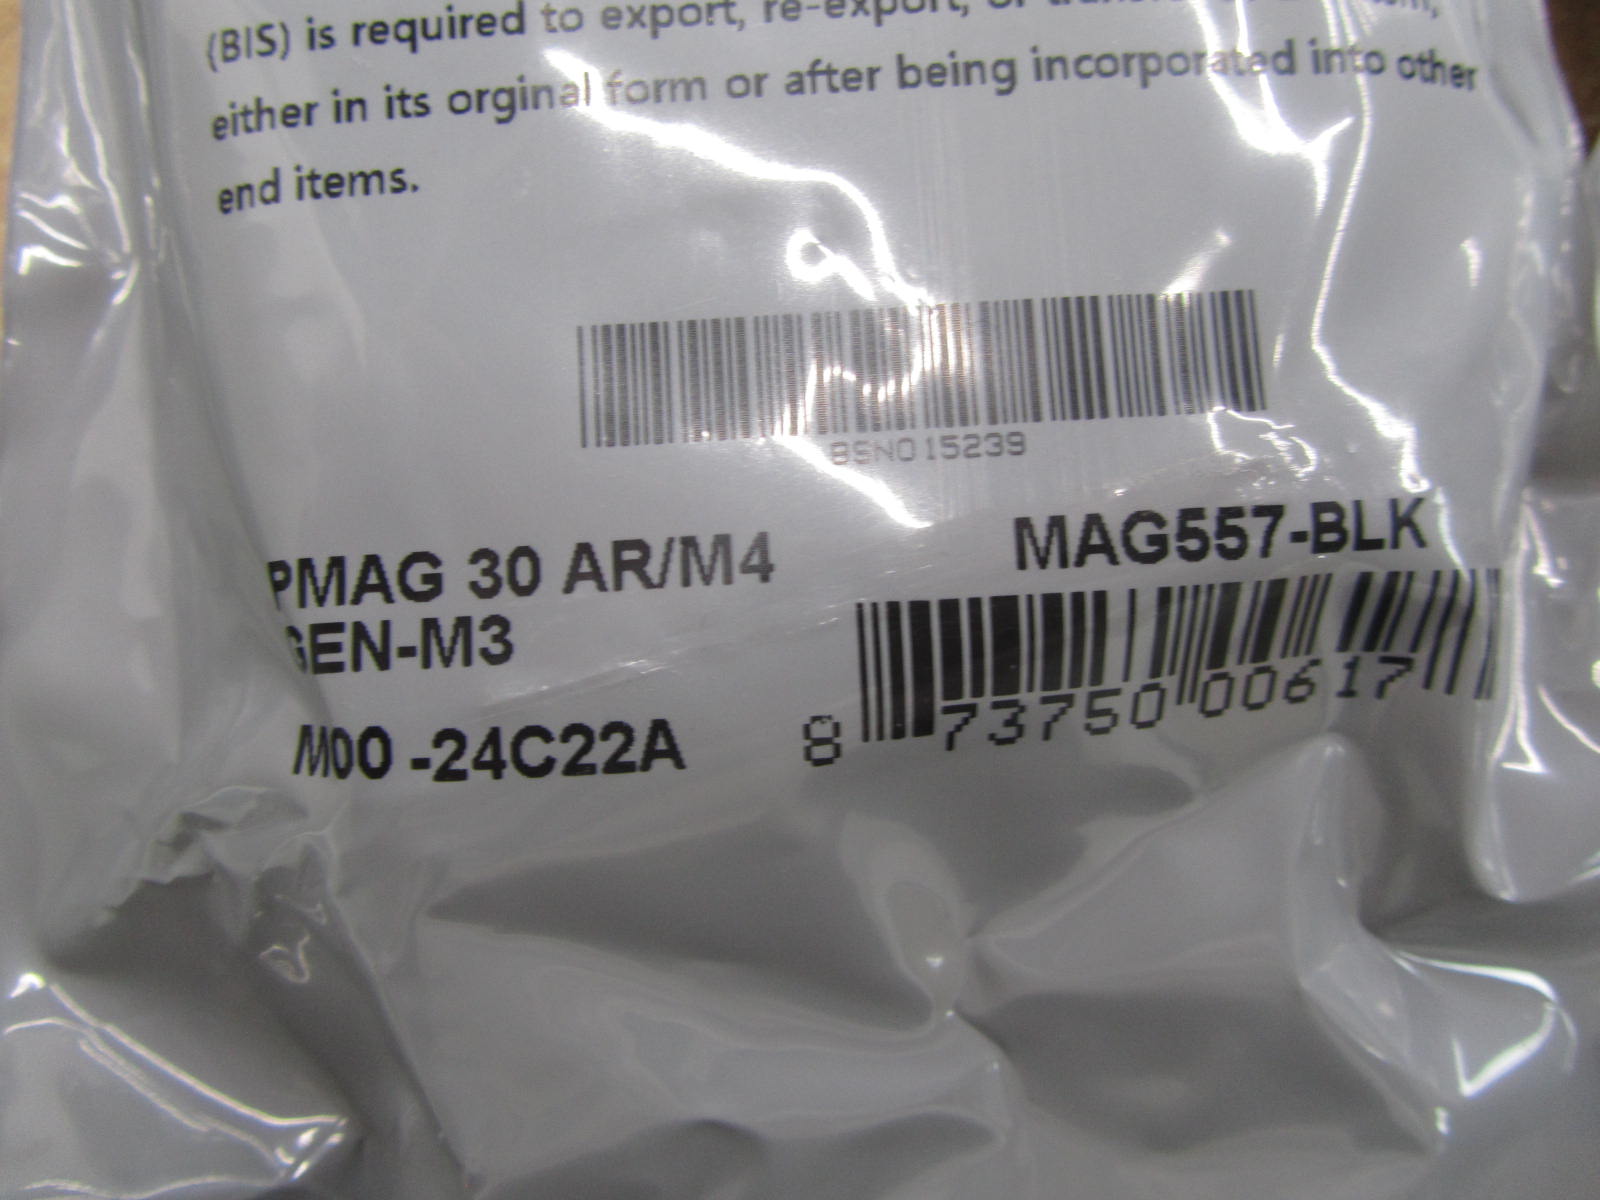 (BIS) is required to export, re-export, or
either in its orginal form or after being incorporated into other
end items.
BSN015239
PMAG 30 AR/M4
GEN-M3
MAG557-BLK
M00 -24C22A
8 73750 00617